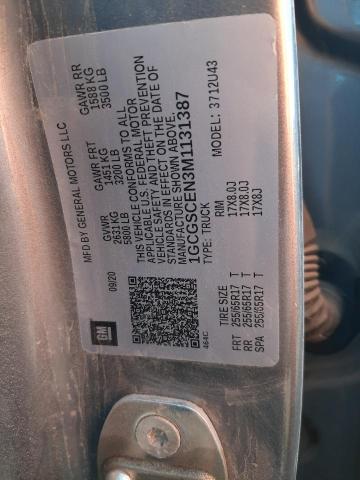 MFD BY GENERAL MOTORS LLC
09/20
GVWR GAWR FRT GAWR RR
2631 KG 1451 KG 1588 KG
5800 LB 3200 LB 3500 LB
THIS VEHICLE CONFORMS TO ALL
APPLICABLE U.S. FEDERAL MOTOR
VEHICLE SAFETY AND THEFT PREVENTION
STANDARDS IN EFFECT ON THE DATE OF
MANUFACTURE SHOWN ABOVE.
1GCGSCEN3M1131387
TYPE: TRUCK MODEL: 3712U43
TIRE SIZE RIM
FRT 255/65R17 T 17X8.0J
RR 255/65R17 T 17X8.0J
SPA 255/65R17 T 17X8J
GM
464C